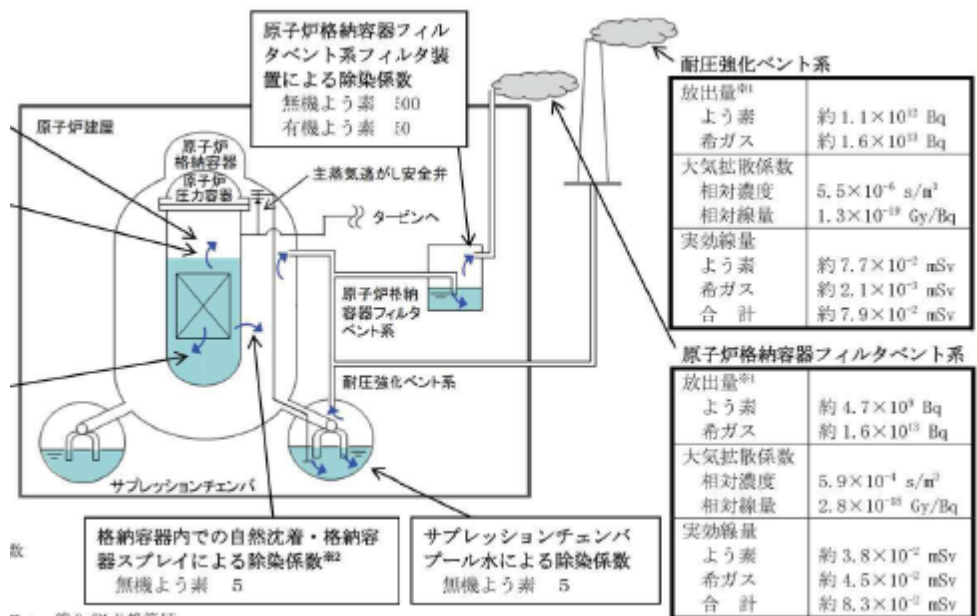 原子炉格納容器フィル
タベント系フィルタ装
置による除染係数
無機よう素 500
有機よう素 50
原子炉建屋
原子炉
格納容器
原子炉
圧力容器
主蒸気逃がし安全弁
タービンへ
原子炉格納
容器フィルタ
ベント系
耐圧強化ベント系
サプレッションチェンバ
格納容器内での自然沈着・格納容
器スプレイによる除染係数※2
無機よう素 5
サプレッションチェンバ
プール水による除染係数
無機よう素 5
耐圧強化ベント系
放出量※1
よう素 約 1.1×10¹² Bq
希ガス 約 1.6×10¹³ Bq
大気拡散係数
相対濃度 5.5×10⁻⁶ s/m³
相対線量 1.3×10⁻¹⁹ Gy/Bq
実効線量
よう素 約 7.7×10⁻² mSv
希ガス 約 2.1×10⁻³ mSv
合 計 約 7.9×10⁻² mSv
原子炉格納容器フィルタベント系
放出量※1
よう素 約 4.7×10⁹ Bq
希ガス 約 1.6×10¹³ Bq
大気拡散係数
相対濃度 5.9×10⁻⁴ s/m³
相対線量 2.8×10⁻¹⁸ Gy/Bq
実効線量
よう素 約 3.8×10⁻² mSv
希ガス 約 4.5×10⁻² mSv
合 計 約 8.3×10⁻² mSv
数